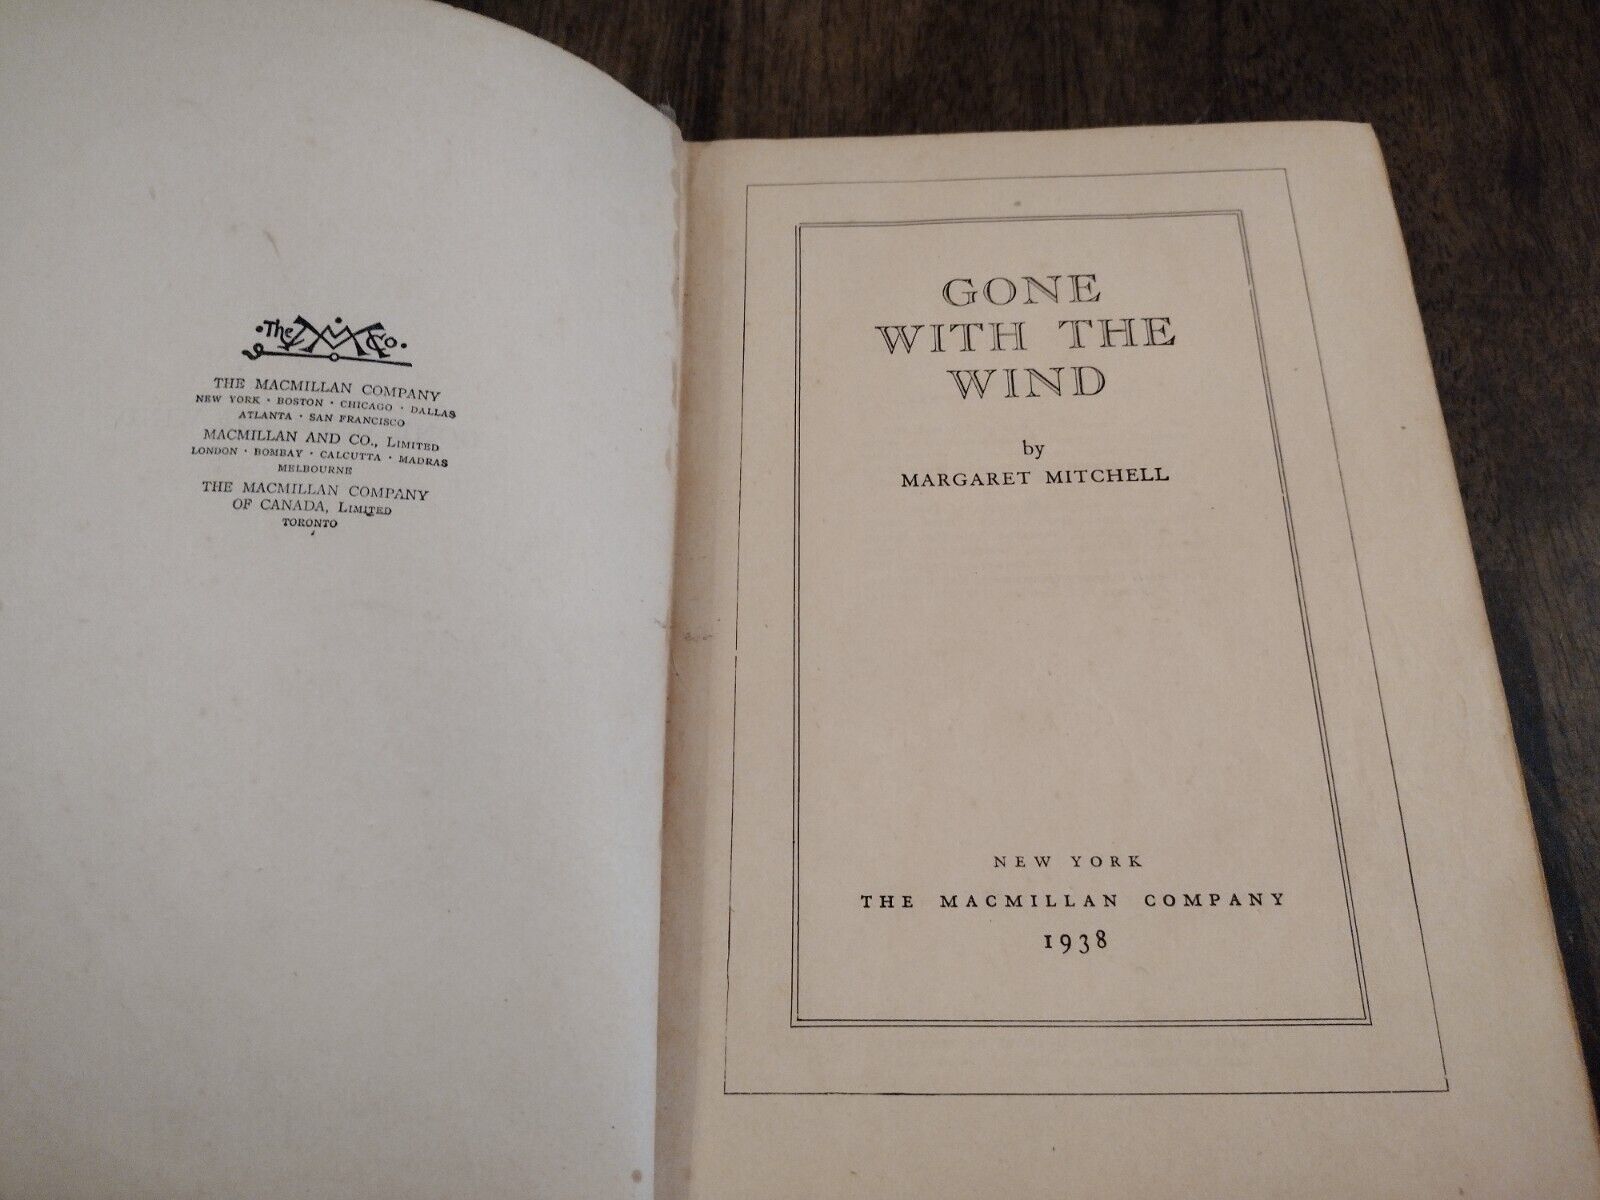 The MM Co.
THE MACMILLAN COMPANY
NEW YORK · BOSTON · CHICAGO · DALLAS
ATLANTA · SAN FRANCISCO
MACMILLAN AND CO., LIMITED
LONDON · BOMBAY · CALCUTTA · MADRAS
MELBOURNE
THE MACMILLAN COMPANY
OF CANADA, LIMITED
TORONTO
GONE
WITH THE
WIND
by
MARGARET MITCHELL
NEW YORK
THE MACMILLAN COMPANY
1938